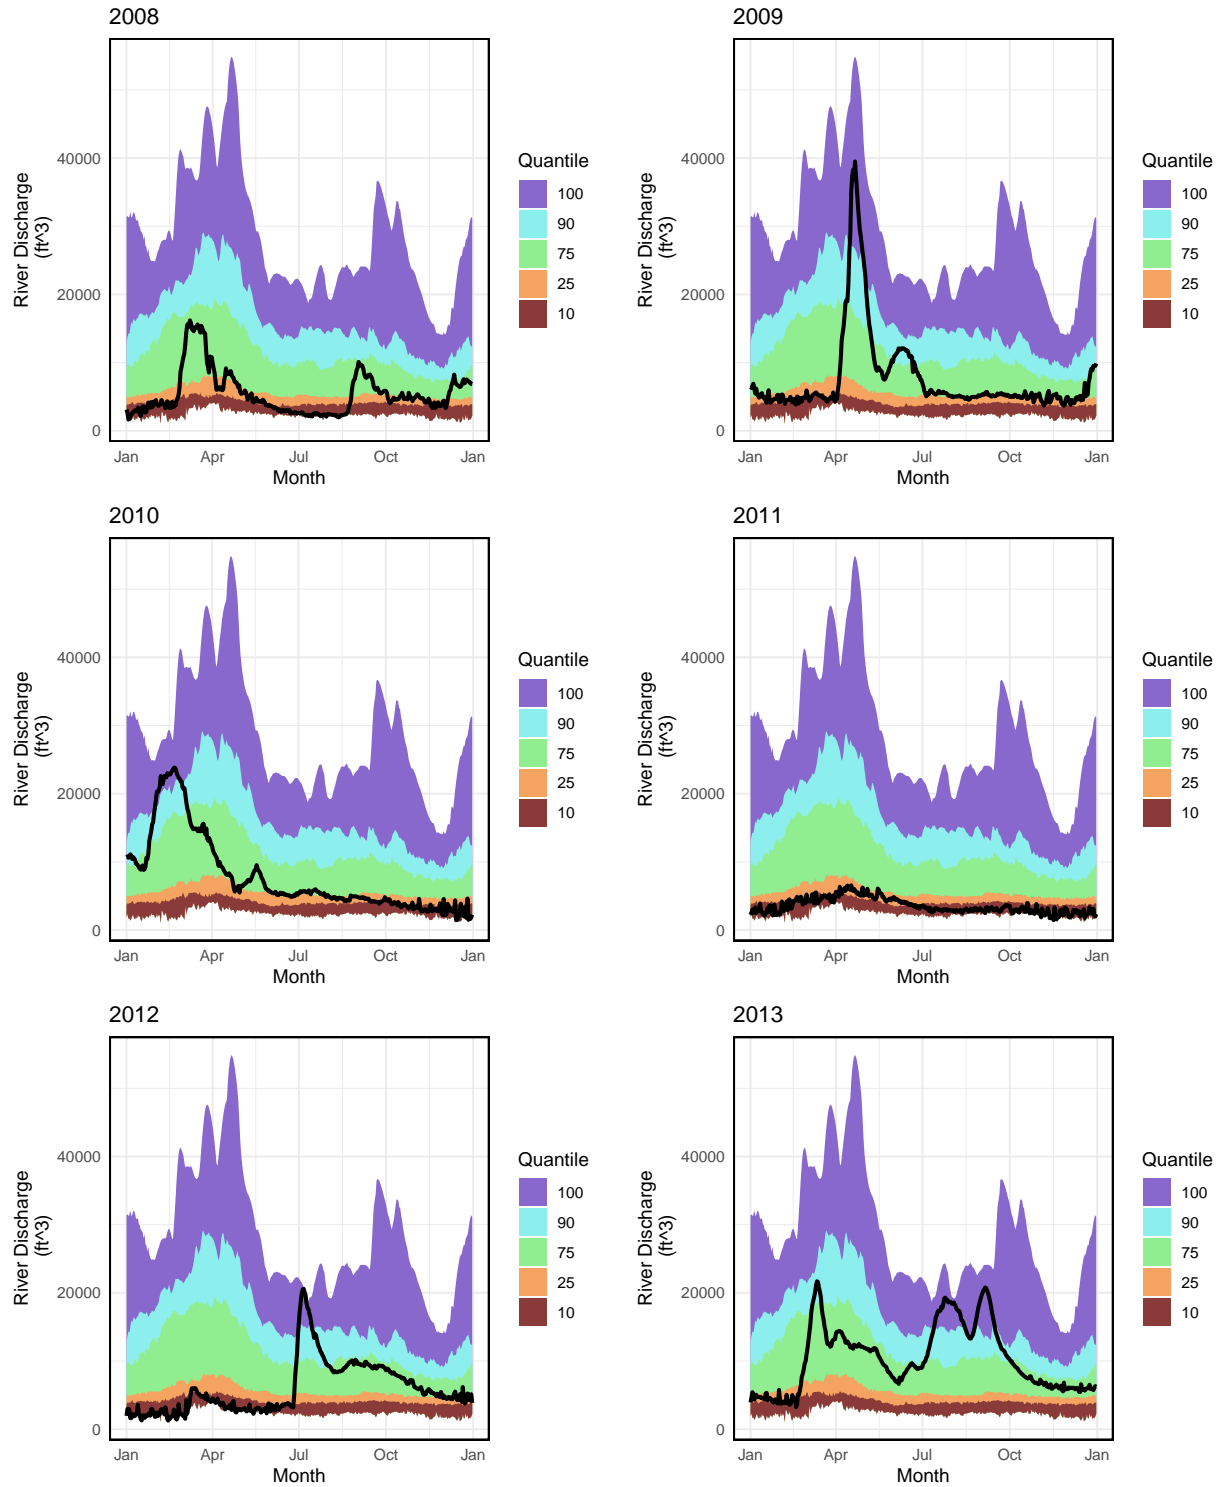 2008
River Discharge
(ft^3)
40000
20000
0
Jan
Apr
Jul
Oct
Jan
Month
Quantile
100
90
75
25
10
2009
River Discharge
(ft^3)
40000
20000
0
Jan
Apr
Jul
Oct
Jan
Month
Quantile
100
90
75
25
10
2010
River Discharge
(ft^3)
40000
20000
0
Jan
Apr
Jul
Oct
Jan
Month
Quantile
100
90
75
25
10
2011
River Discharge
(ft^3)
40000
20000
0
Jan
Apr
Jul
Oct
Jan
Month
Quantile
100
90
75
25
10
2012
River Discharge
(ft^3)
40000
20000
0
Jan
Apr
Jul
Oct
Jan
Month
Quantile
100
90
75
25
10
2013
River Discharge
(ft^3)
40000
20000
0
Jan
Apr
Jul
Oct
Jan
Month
Quantile
100
90
75
25
10